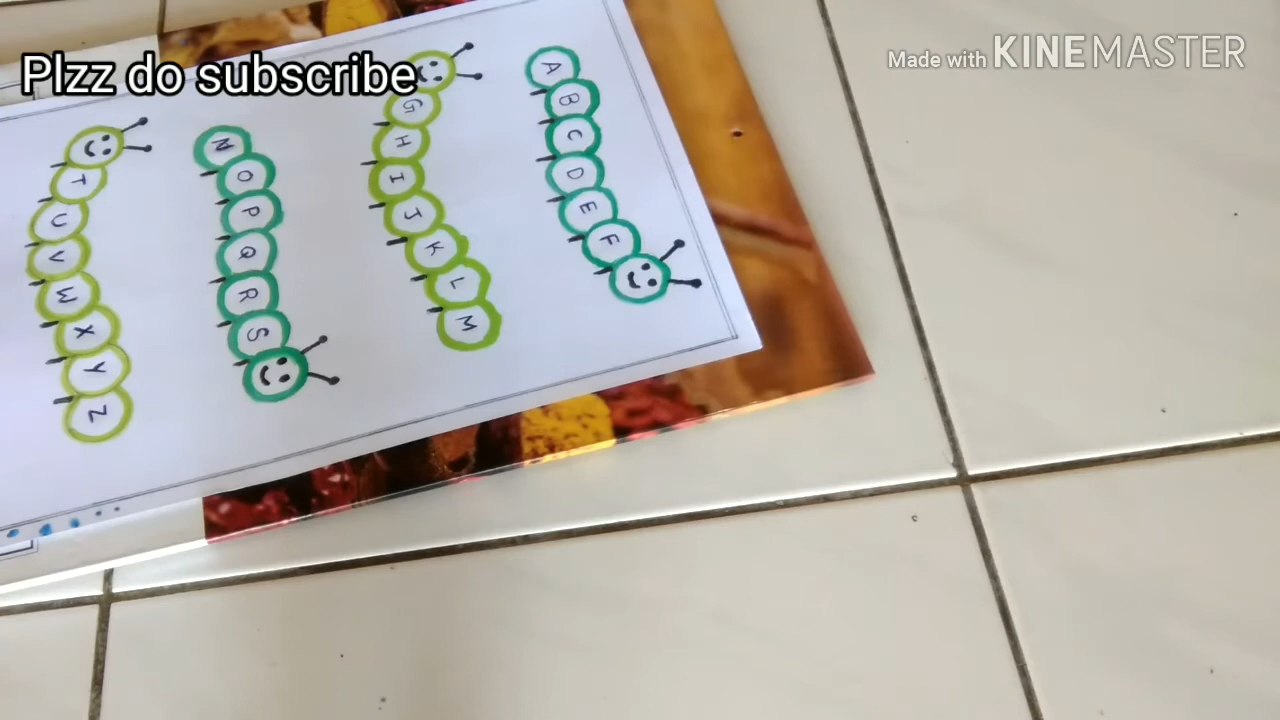 Plzz do subscribe
Made with KINEMASTER
A B C D E F
G H I J K L M
N O P Q R S
T U V W X Y Z